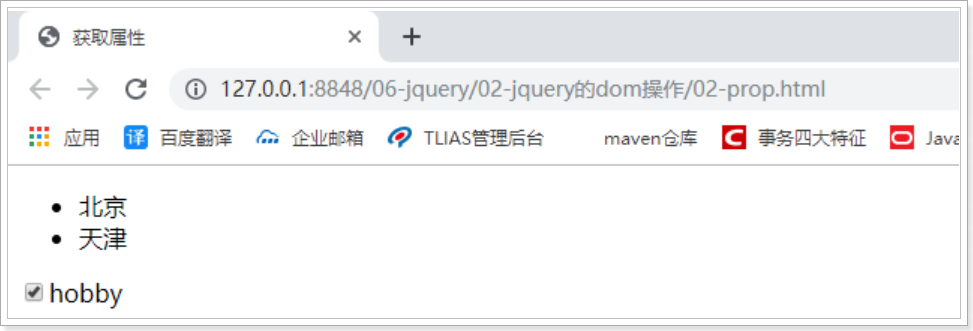 获取属性
127.0.0.1:8848/06-jquery/02-jquery的dom操作/02-prop.html
应用 译 百度翻译 企业邮箱 TLIAS管理后台 maven仓库 C 事务四大特征 Java
北京
天津
hobby